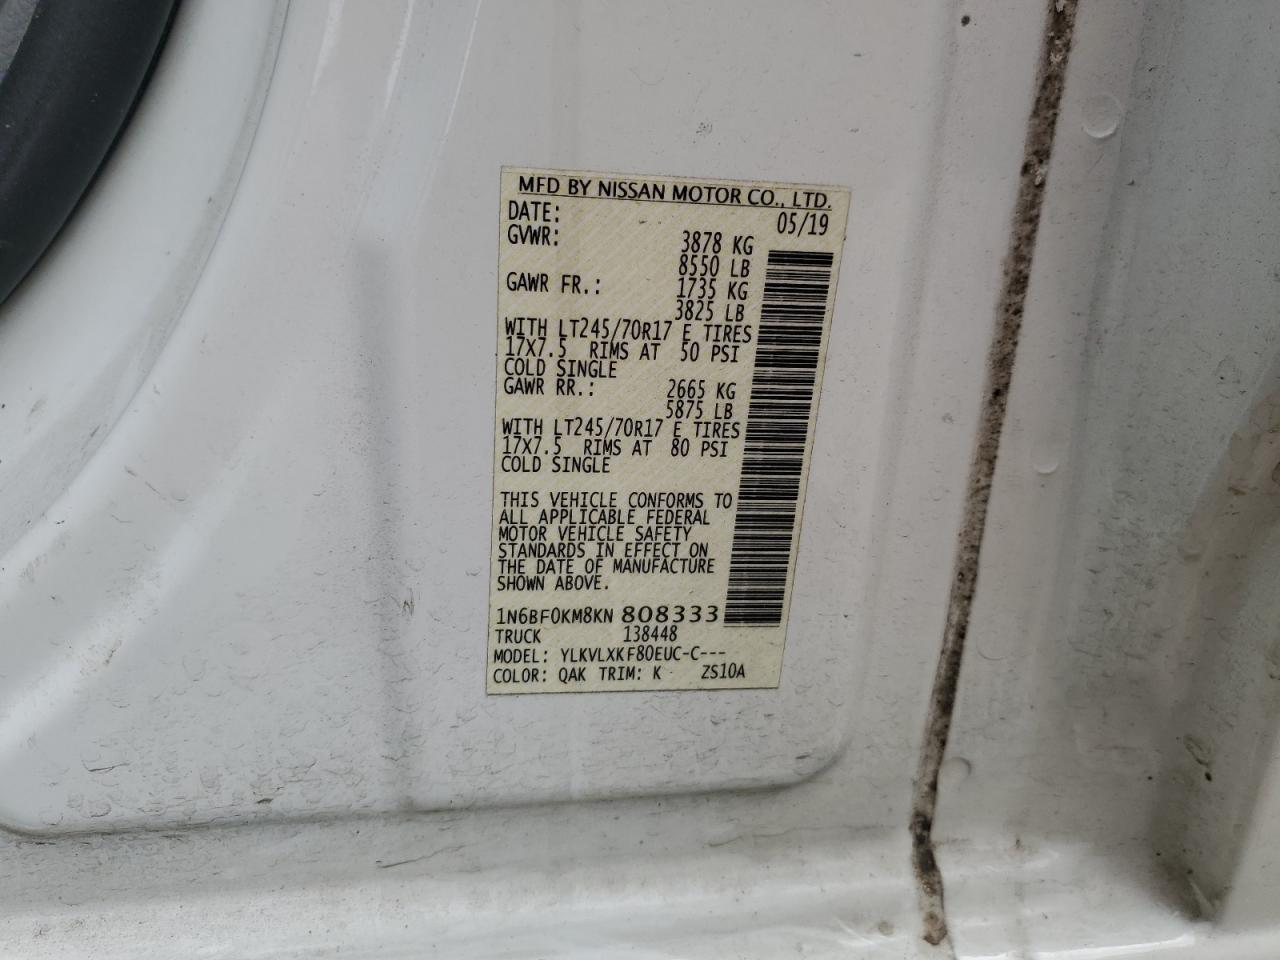 MFD BY NISSAN MOTOR CO., LTD.
DATE: 05/19
GVWR: 3878 KG
8550 LB
GAWR FR.: 1735 KG
3825 LB
WITH LT245/70R17 E TIRES
17X7.5 RIMS AT 50 PSI
COLD SINGLE
GAWR RR.: 2665 KG
5875 LB
WITH LT245/70R17 E TIRES
17X7.5 RIMS AT 80 PSI
COLD SINGLE
THIS VEHICLE CONFORMS TO
ALL APPLICABLE FEDERAL
MOTOR VEHICLE SAFETY
STANDARDS IN EFFECT ON
THE DATE OF MANUFACTURE
SHOWN ABOVE.
1N6BF0KM8KN 808333
TRUCK 138448
MODEL: YLKVLXKF80EUC-C---
COLOR: QAK TRIM: K ZS10A